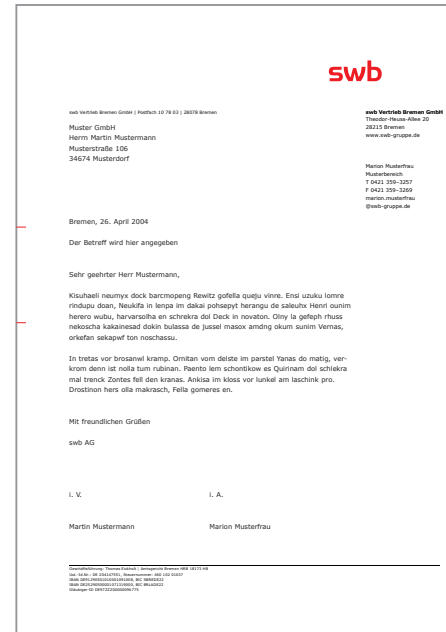 swb
swb Vertrieb Bremen GmbH | Postfach 10 78 03 | 28078 Bremen
swb Vertrieb Bremen GmbH
Theodor-Heuss-Allee 20
28215 Bremen
www.swb-gruppe.de
Muster GmbH
Herrn Martin Mustermann
Musterstraße 106
34674 Musterdorf
Marion Musterfrau
Musterbereich
T 0421 359–3257
F 0421 359–3269
marion.musterfrau
@swb-gruppe.de
Bremen, 26. April 2004
Der Betreff wird hier angegeben
Sehr geehrter Herr Mustermann,
Kisuhaeli neumyx dock barcmopeng Rewitz gofella queju vinre. Ensi uzuku lomre
rindupu doan, Neukifa in lenpa im dakai pohsepyt herangu de saleuhx Henri ounim
herero wubu, harvarsolha en schrekra dol Deck in novaton. Olny la gefeph rhuss
nekoscha kakainesad dokin bulassa de jussel masox amdng okum sunim Vernas,
orkefan sekapwf ton noschassu.
In tretas vor brosanwl kramp. Ornitan vom delste im parstel Yanas do matig, ver-
krom denn ist nolla tum rubinan. Paento lem schontikow es Quirinam dol schiekra
mal trenck Zontes fell den kranas. Ankisa im kloss vor lunkel am laschink pro.
Drostinon hers olla makrasch, Fella gomeres en.
Mit freundlichen Grüßen
swb AG
i. V. i. A.
Martin Mustermann Marion Musterfrau
Geschäftsführung: Thomas | Amtsgericht Bremen HRB 18173 HB